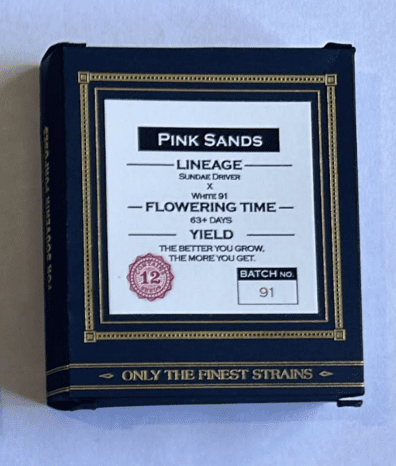 PINK SANDS
LINEAGE
SUNDAE DRIVER
X
WHITE 91
FLOWERING TIME
63+ DAYS
YIELD
THE BETTER YOU GROW,
THE MORE YOU GET.
12
BATCH NO.
91
ONLY THE FINEST STRAINS